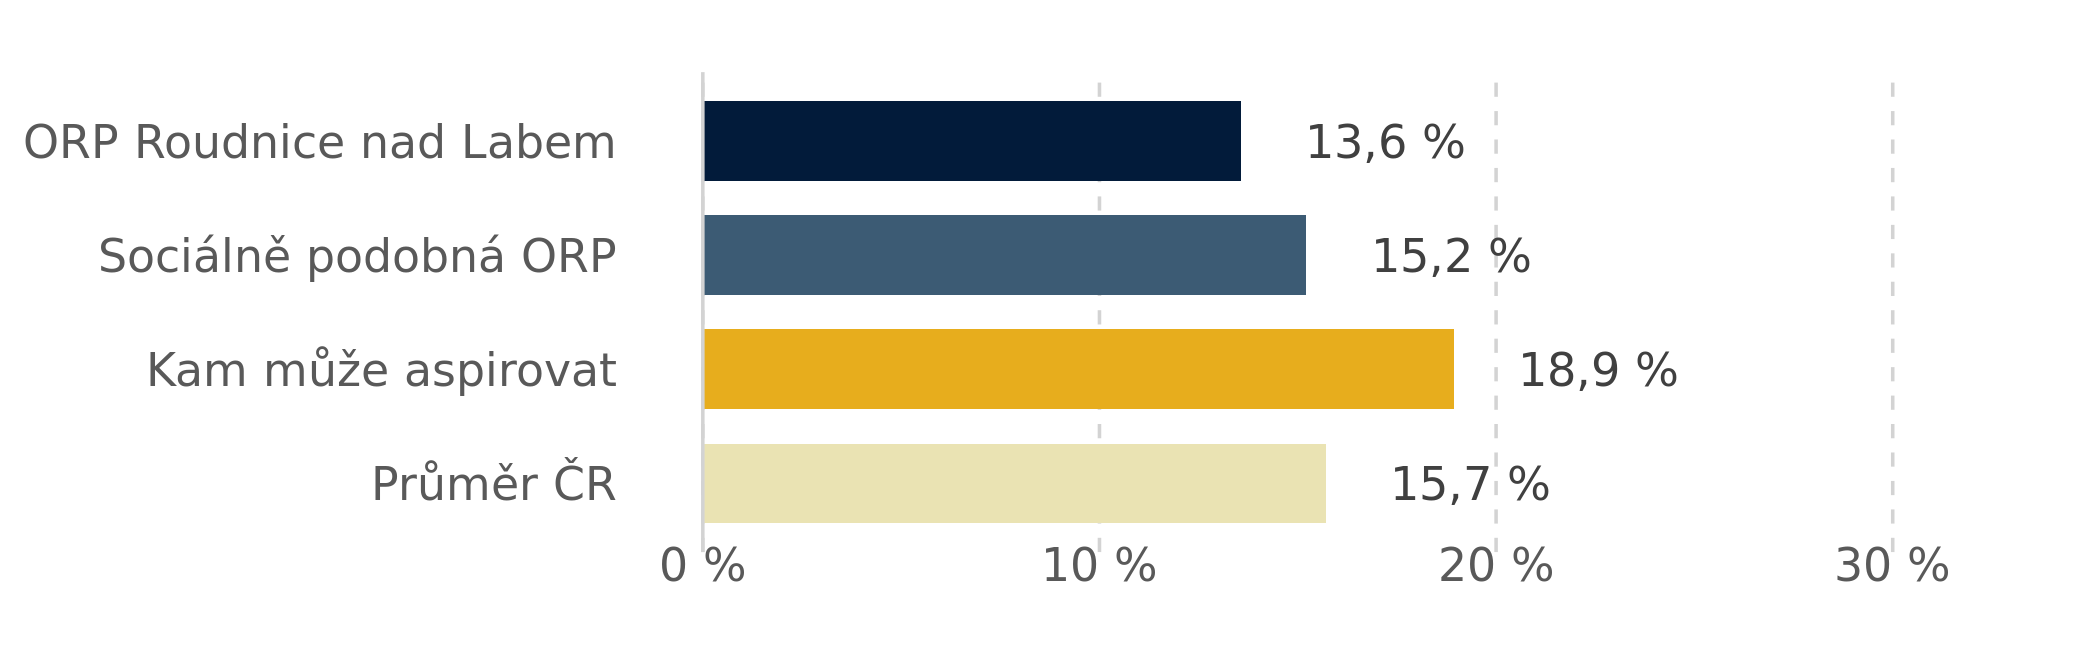 ORP Roudnice nad Labem 13,6 %
Sociálně podobná ORP 15,2 %
Kam může aspirovat 18,9 %
Průměr ČR 15,7 %
0 % 10 % 20 % 30 %